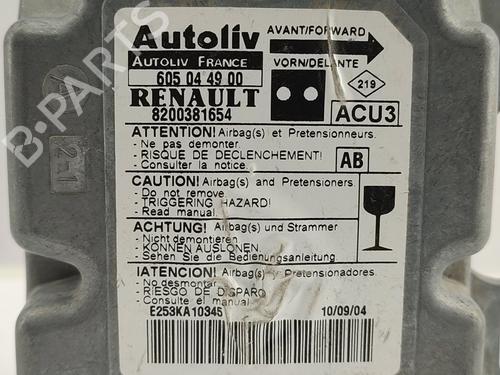 B-PARTS
Autoliv
AVANT/FORWARD
AUTOLIV FRANCE
VORN/DELANTE
605 04 49 00
219
RENAULT
8200381654
ACU3
ATTENTION! Airbag(s) et Pretensionneurs.
- Ne pas demonter.
- RISQUE DE DECLENCHEMENT!
- Consulter la notice.
AB
CAUTION! Airbag(s) and Pretensioners
- Do not remove
- TRIGGERING HAZARD!
- Read manual.
ACHTUNG! Airbag(s) und Strammer
- Nicht demontieren
- KÖNNEN AUSLÖSEN.
- Sehen Sie die Bedienungsanleitung
!ATENCION! Airbag(s) y Pretensionadores
- No desmontar
- RIESGO DE DISPARO
- Consulte el manual
E253KA10345
10/09/04